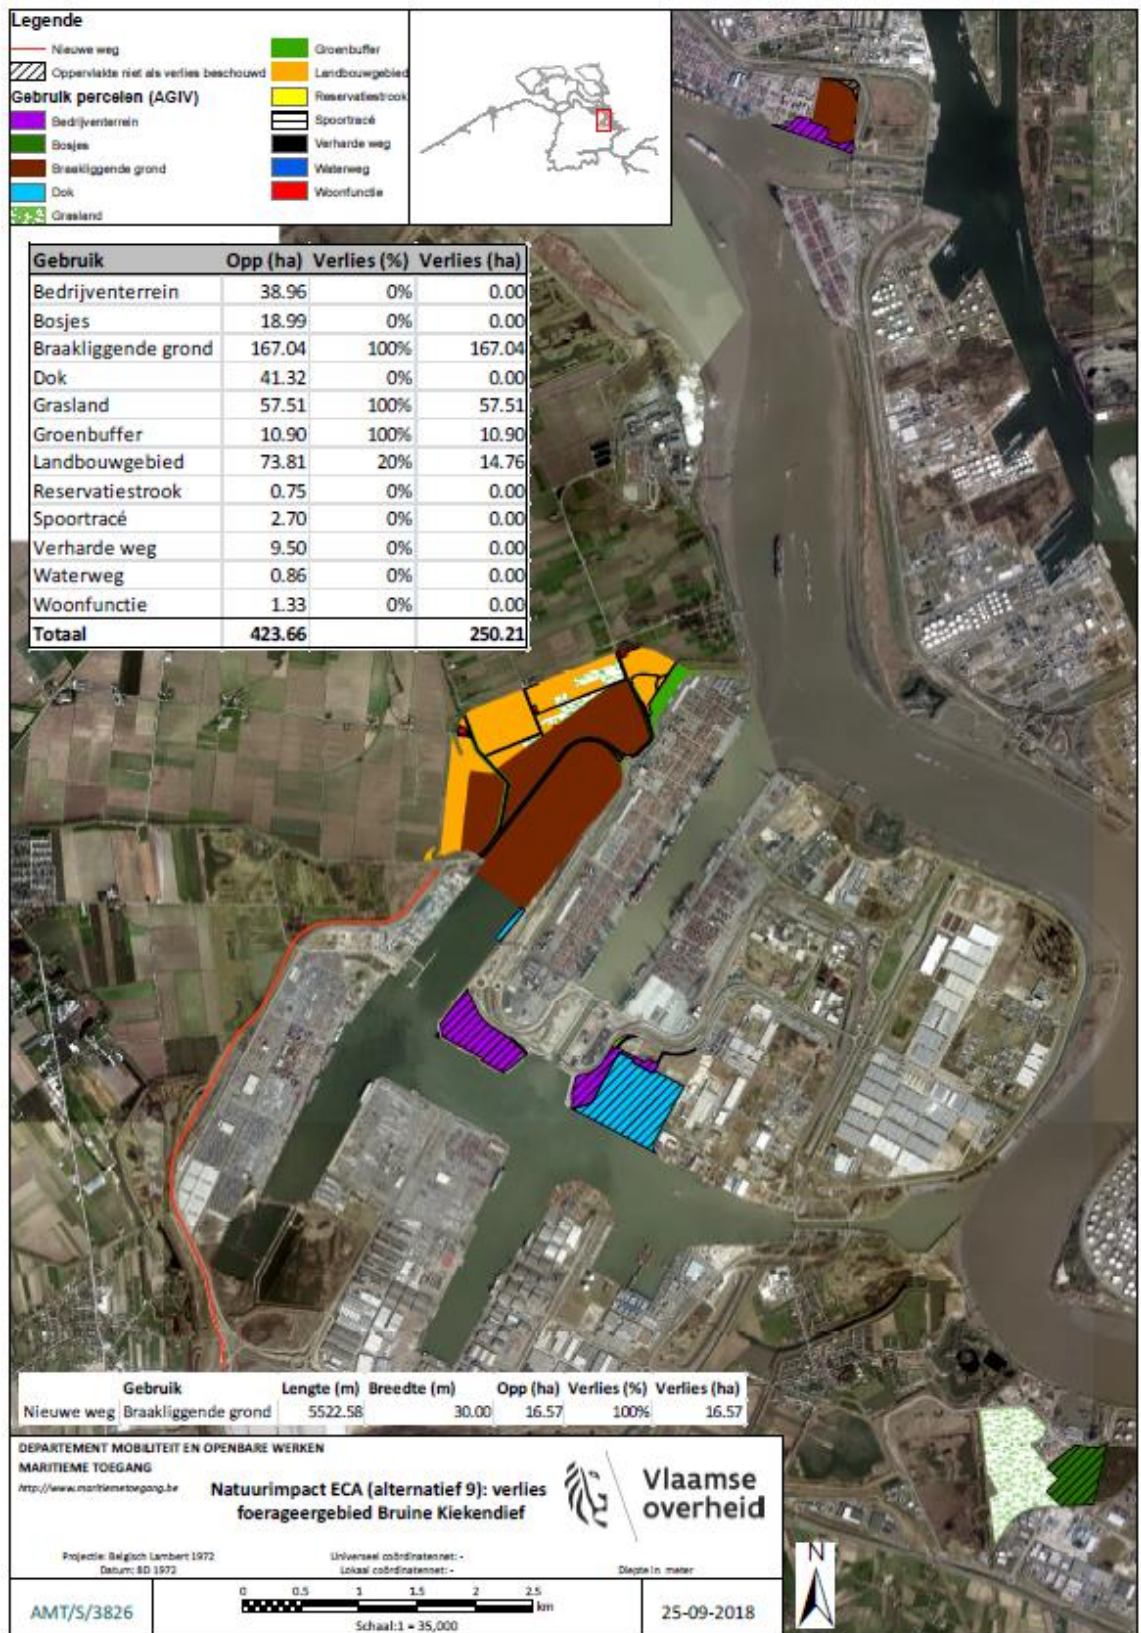 Legende
Nieuwe weg
Oppervlakte niet als verlies beschouwd
Gebruik percelen (AGIV)
Bedrijventerrein
Bosjes
Braakliggende grond
Dok
Grasland
Groenbuffer
Landbouwgebied
Reservatiestrook
Spoortracé
Verharde weg
Waterweg
Woonfunctie
Gebruik Opp (ha) Verlies (%) Verlies (ha)
Bedrijventerrein 38.96 0% 0.00
Bosjes 18.99 0% 0.00
Braakliggende grond 167.04 100% 167.04
Dok 41.32 0% 0.00
Grasland 57.51 100% 57.51
Groenbuffer 10.90 100% 10.90
Landbouwgebied 73.81 20% 14.76
Reservatiestrook 0.75 0% 0.00
Spoortracé 2.70 0% 0.00
Verharde weg 9.50 0% 0.00
Waterweg 0.86 0% 0.00
Woonfunctie 1.33 0% 0.00
Totaal 423.66 250.21
Gebruik Lengte (m) Breedte (m) Opp (ha) Verlies (%) Verlies (ha)
Nieuwe weg Braakliggende grond 5522.58 30.00 16.57 100% 16.57
DEPARTEMENT MOBILITEIT EN OPENBARE WERKEN
MARITIEME TOEGANG
http://www.maritiemetoegang.be
Natuurimpact ECA (alternatief 9): verlies
foerageergebied Bruine Kiekendief
Vlaamse
overheid
Projectie: Belgisch Lambert 1972
Datum: BD 1972
Universeel coördinatennet: -
Lokaal coördinatennet: -
Diepte in meter
AMT/S/3826
0 0.5 1 1.5 2 2.5
km
Schaal:1 = 35,000
25-09-2018
N